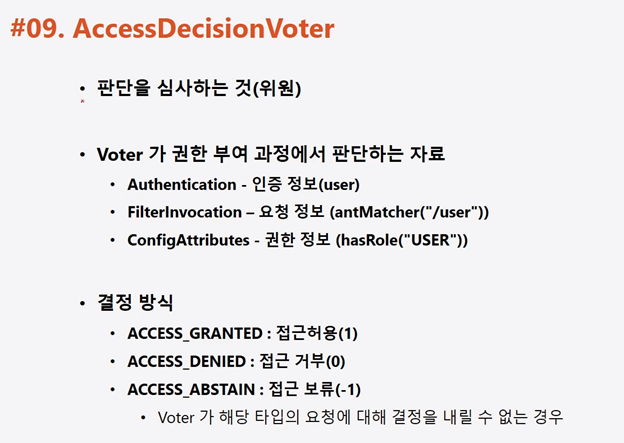 #09. AccessDecisionVoter
• 판단을 심사하는 것(위원)
• Voter 가 권한 부여 과정에서 판단하는 자료
• Authentication - 인증 정보(user)
• FilterInvocation – 요청 정보 (antMatcher("/user"))
• ConfigAttributes - 권한 정보 (hasRole("USER"))
• 결정 방식
• ACCESS_GRANTED : 접근허용(1)
• ACCESS_DENIED : 접근 거부(0)
• ACCESS_ABSTAIN : 접근 보류(-1)
• Voter 가 해당 타입의 요청에 대해 결정을 내릴 수 없는 경우